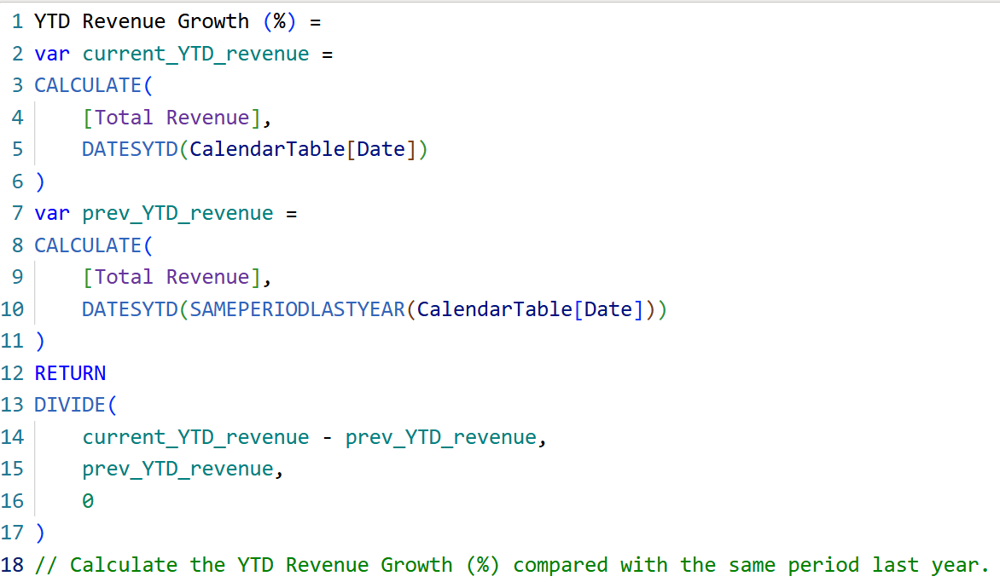 1 YTD Revenue Growth (%) =
2 var current_YTD_revenue =
3 CALCULATE(
4     [Total Revenue],
5     DATESYTD(CalendarTable[Date])
6 )
7 var prev_YTD_revenue =
8 CALCULATE(
9     [Total Revenue],
10     DATESYTD(SAMEPERIODLASTYEAR(CalendarTable[Date]))
11 )
12 RETURN
13 DIVIDE(
14     current_YTD_revenue - prev_YTD_revenue,
15     prev_YTD_revenue,
16     0
17 )
18 // Calculate the YTD Revenue Growth (%) compared with the same period last year.